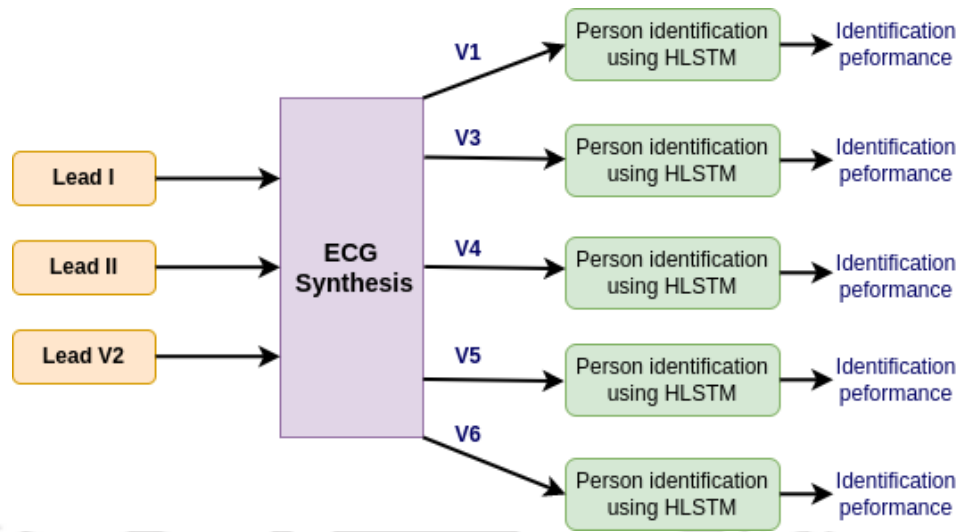 Lead I
Lead II
Lead V2
ECG
Synthesis
V1
Person identification
using HLSTM
Identification
peformance
V3
Person identification
using HLSTM
Identification
peformance
V4
Person identification
using HLSTM
Identification
peformance
V5
Person identification
using HLSTM
Identification
peformance
V6
Person identification
using HLSTM
Identification
peformance